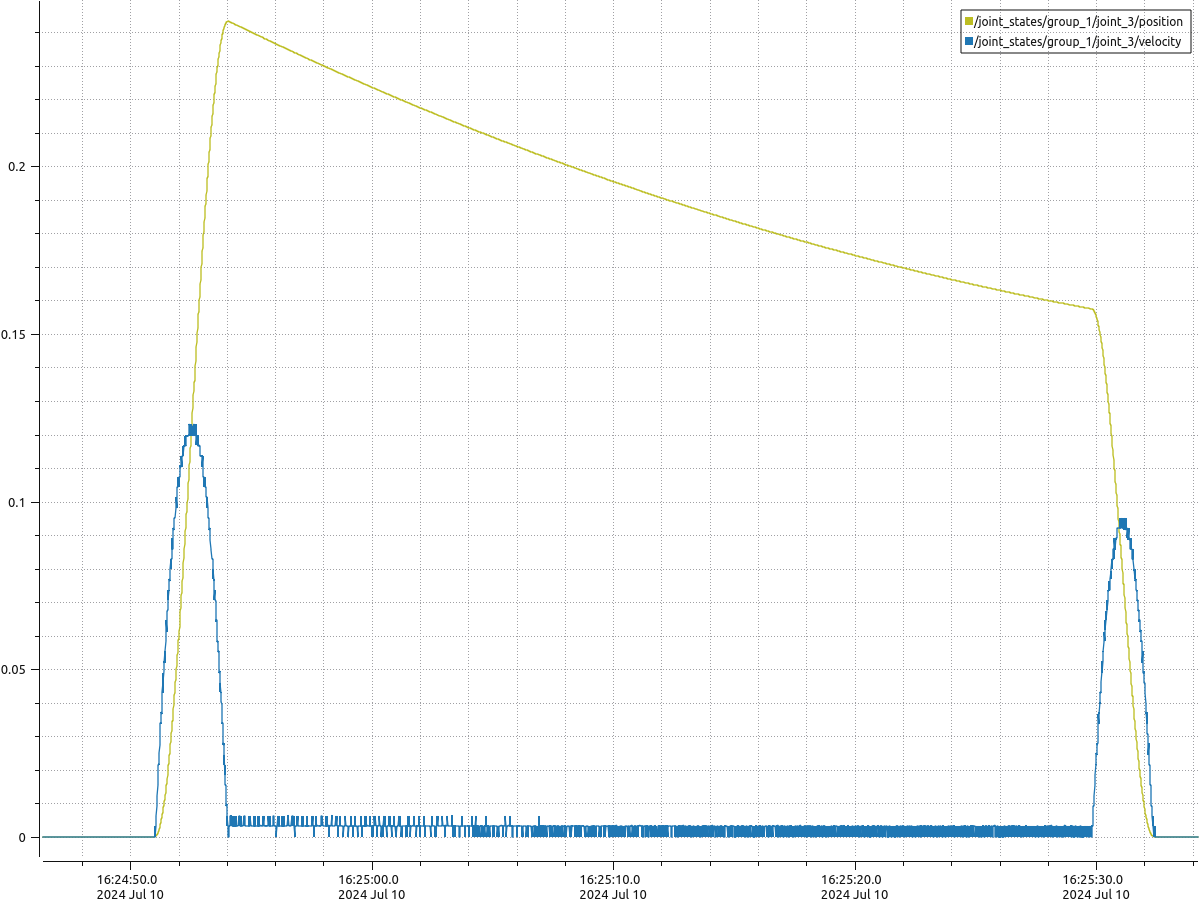 /joint_states/group_1/joint_3/position
/joint_states/group_1/joint_3/velocity
0.2
0.15
0.1
0.05
0
16:24:50.0
2024 Jul 10
16:25:00.0
2024 Jul 10
16:25:10.0
2024 Jul 10
16:25:20.0
2024 Jul 10
16:25:30.0
2024 Jul 10